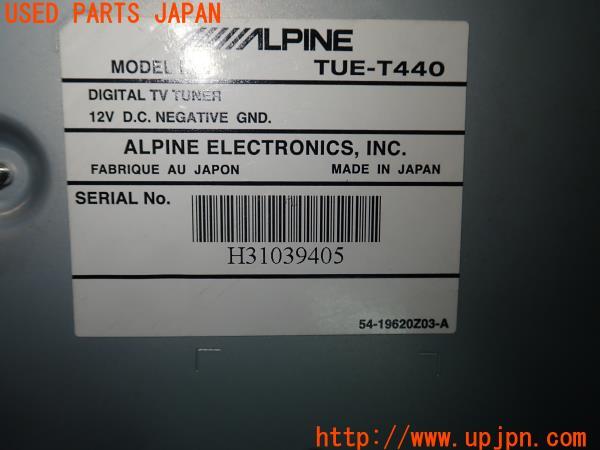 USED PARTS JAPAN
ALPINE
MODEL TUE-T440
DIGITAL TV TUNER
12V D.C. NEGATIVE GND.
ALPINE ELECTRONICS, INC.
FABRIQUE AU JAPON MADE IN JAPAN
SERIAL No.
H31039405
54-19620Z03-A
www.upjpn.com